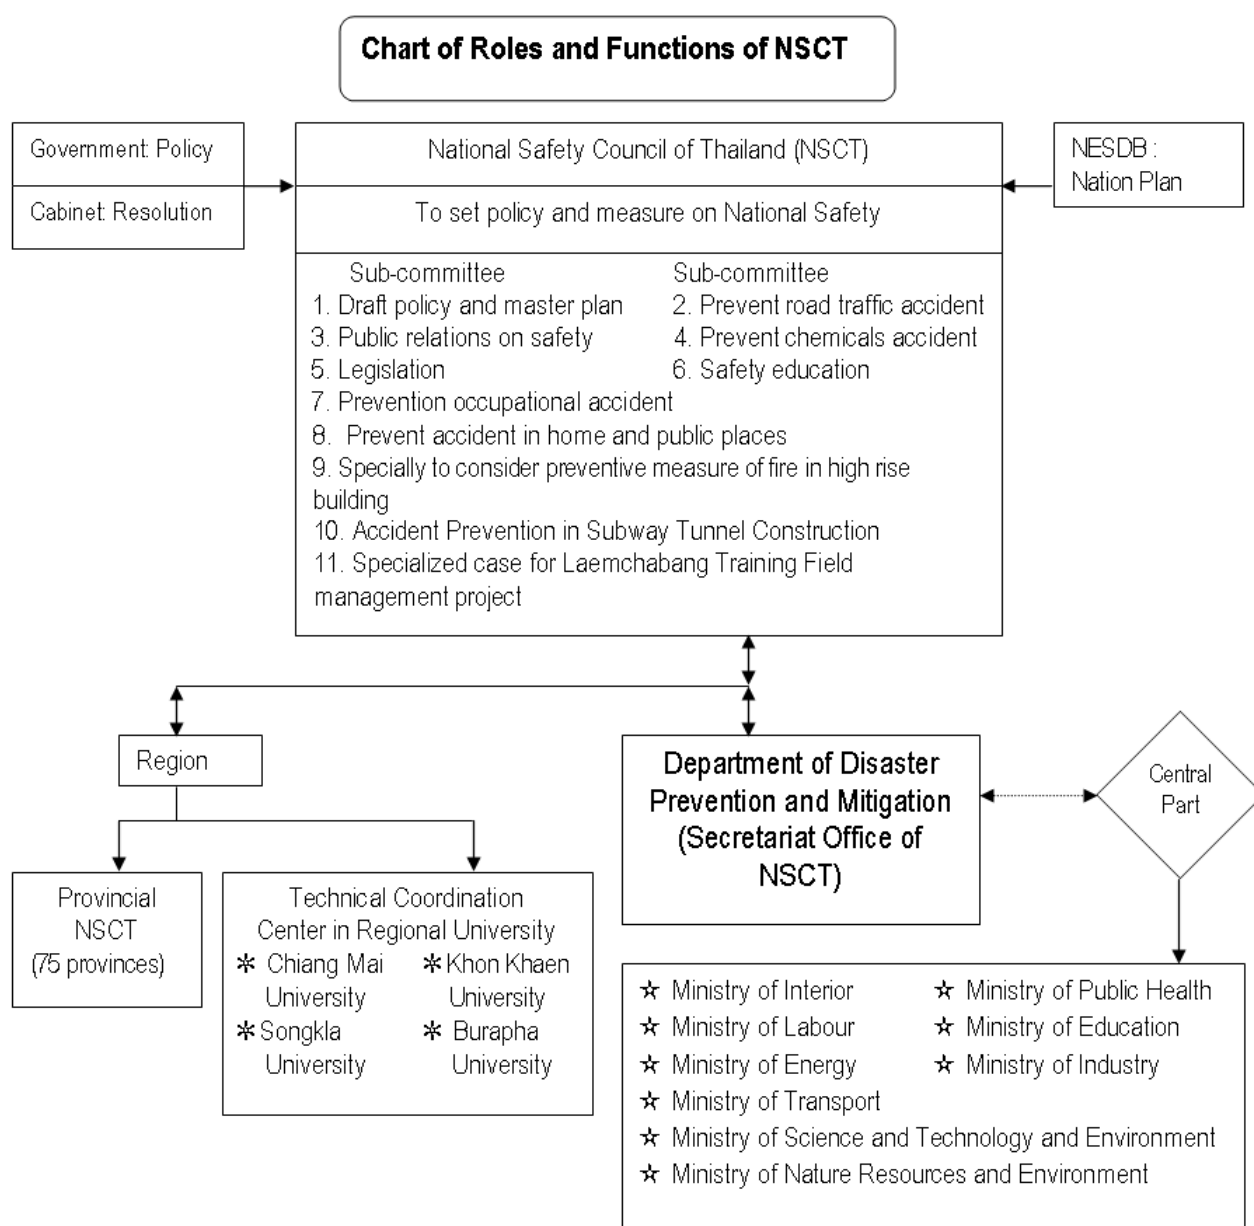 Chart of Roles and Functions of NSCT
Government: Policy
Cabinet: Resolution
National Safety Council of Thailand (NSCT)
To set policy and measure on National Safety
NESDB :
Nation Plan
Sub-committee Sub-committee
1. Draft policy and master plan 2. Prevent road traffic accident
3. Public relations on safety 4. Prevent chemicals accident
5. Legislation 6. Safety education
7. Prevention occupational accident
8. Prevent accident in home and public places
9. Specially to consider preventive measure of fire in high rise
building
10. Accident Prevention in Subway Tunnel Construction
11. Specialized case for Laemchabang Training Field
management project
Region
Department of Disaster
Prevention and Mitigation
(Secretariat Office of
NSCT)
Central
Part
Provincial
NSCT
(75 provinces)
Technical Coordination
Center in Regional University
✻ Chiang Mai ✻ Khon Khaen
University University
✻ Songkla ✻ Burapha
University University
☆ Ministry of Interior ☆ Ministry of Public Health
☆ Ministry of Labour ☆ Ministry of Education
☆ Ministry of Energy ☆ Ministry of Industry
☆ Ministry of Transport
☆ Ministry of Science and Technology and Environment
☆ Ministry of Nature Resources and Environment